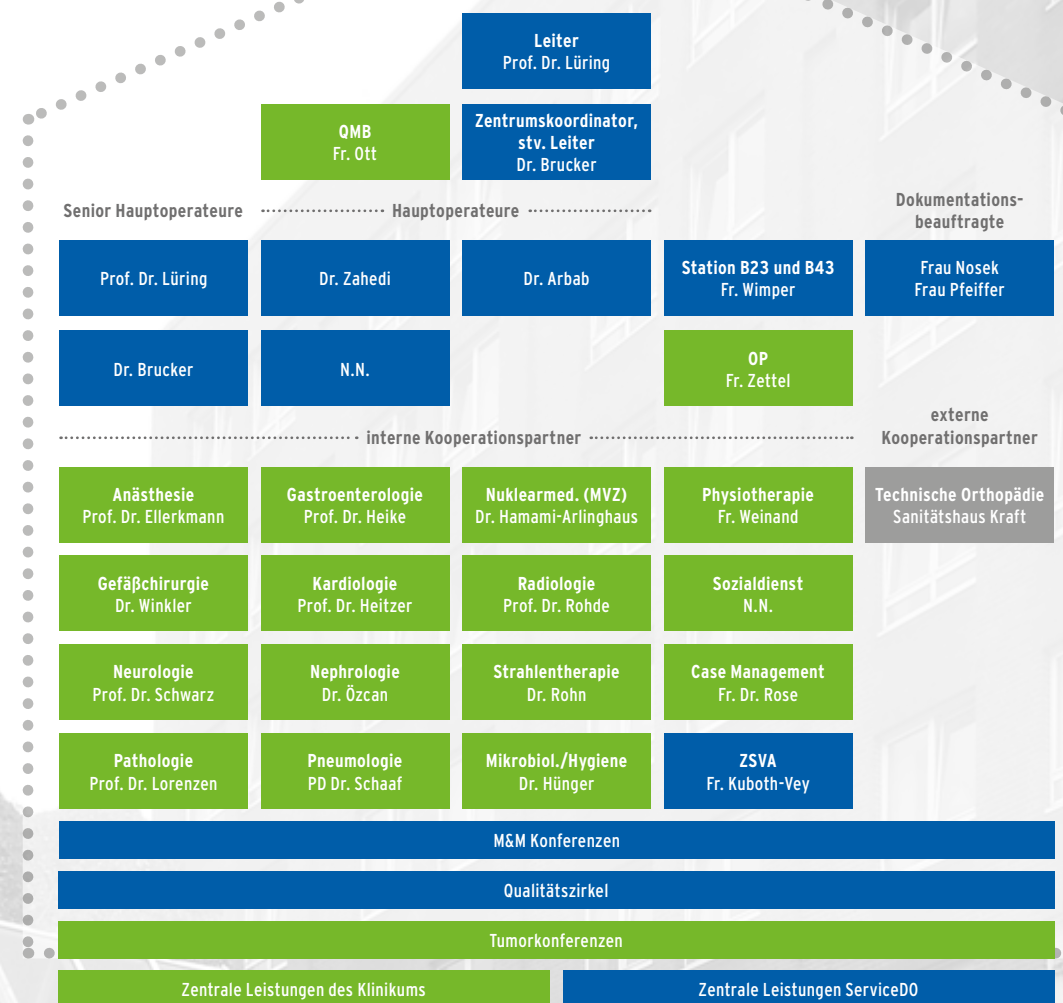 Leiter
Prof. Dr. Lüring
QMB
Fr. Ott
Zentrumskoordinator,
stv. Leiter
Dr. Brucker
Senior Hauptoperateure
Hauptoperateure
Dokumentations-
beauftragte
Prof. Dr. Lüring
Dr. Zahedi
Dr. Arbab
Station B23 und B43
Fr. Wimper
Frau Nosek
Frau Pfeiffer
Dr. Brucker
N.N.
OP
Fr. Zettel
interne Kooperationspartner
externe
Kooperationspartner
Anästhesie
Prof. Dr. Ellerkmann
Gastroenterologie
Prof. Dr. Heike
Nuklearmed. (MVZ)
Dr. Hamami-Arlinghaus
Physiotherapie
Fr. Weinand
Technische Orthopädie
Sanitätshaus Kraft
Gefäßchirurgie
Dr. Winkler
Kardiologie
Prof. Dr. Heitzer
Radiologie
Prof. Dr. Rohde
Sozialdienst
N.N.
Neurologie
Prof. Dr. Schwarz
Nephrologie
Dr. Özcan
Strahlentherapie
Dr. Rohn
Case Management
Fr. Dr. Rose
Pathologie
Prof. Dr. Lorenzen
Pneumologie
PD Dr. Schaaf
Mikrobiol./Hygiene
Dr. Hünger
ZSVA
Fr. Kuboth-Vey
M&M Konferenzen
Qualitätszirkel
Tumorkonferenzen
Zentrale Leistungen des Klinikums
Zentrale Leistungen ServiceDO